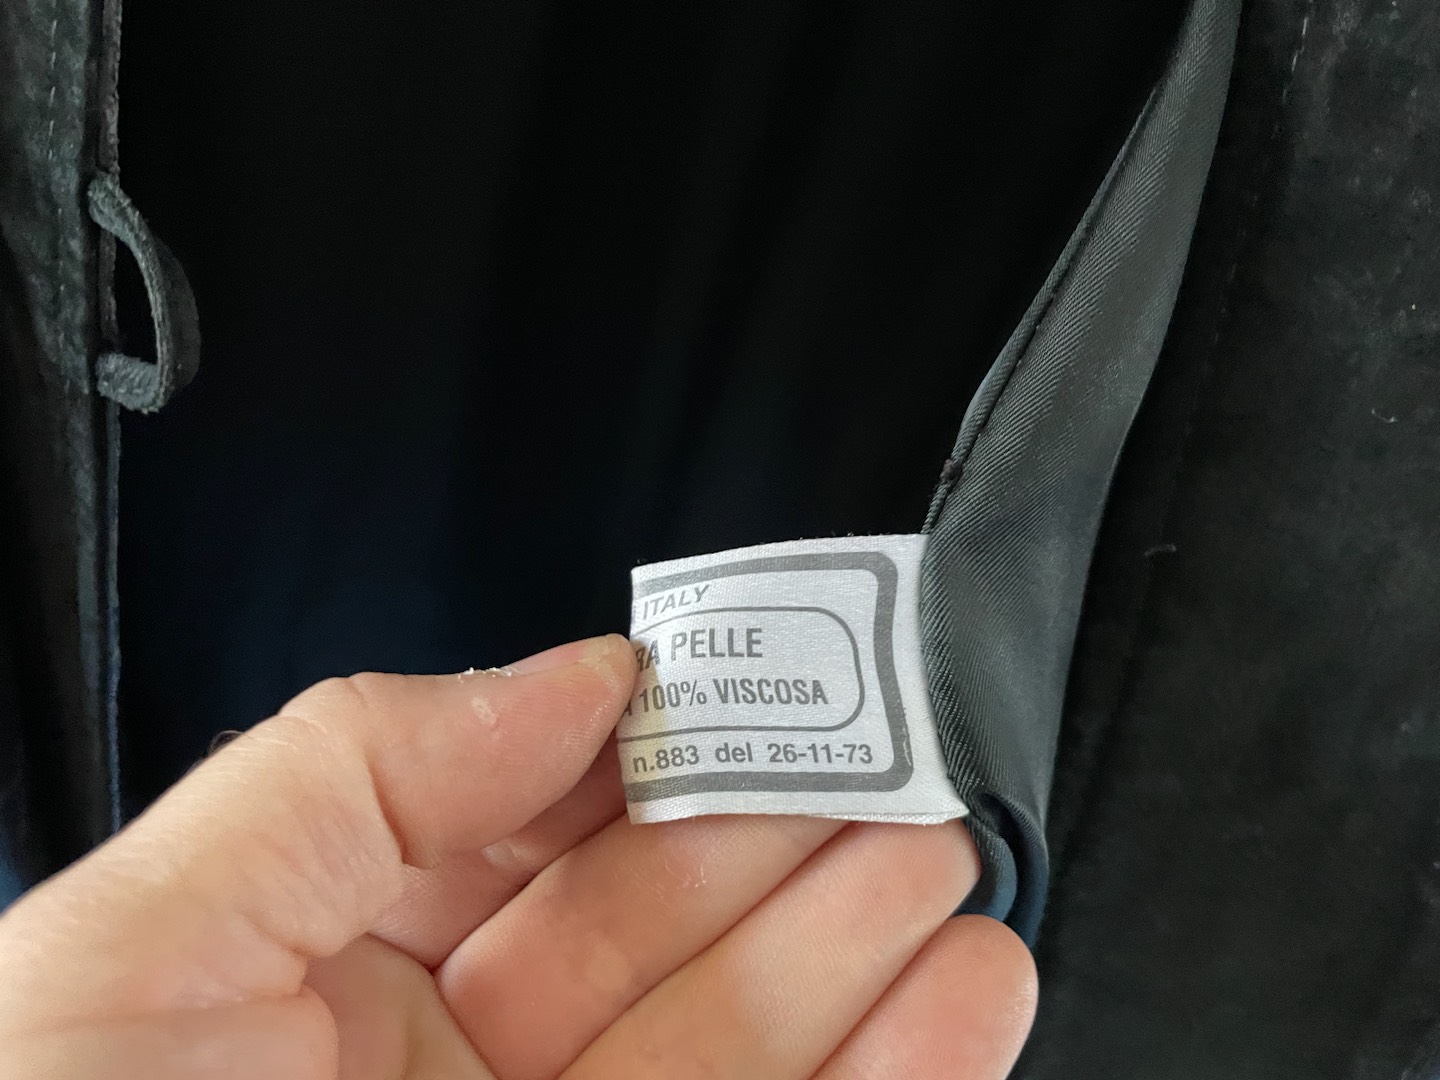 ITALY
RA PELLE
100% VISCOSA
n.883 del 26-11-73